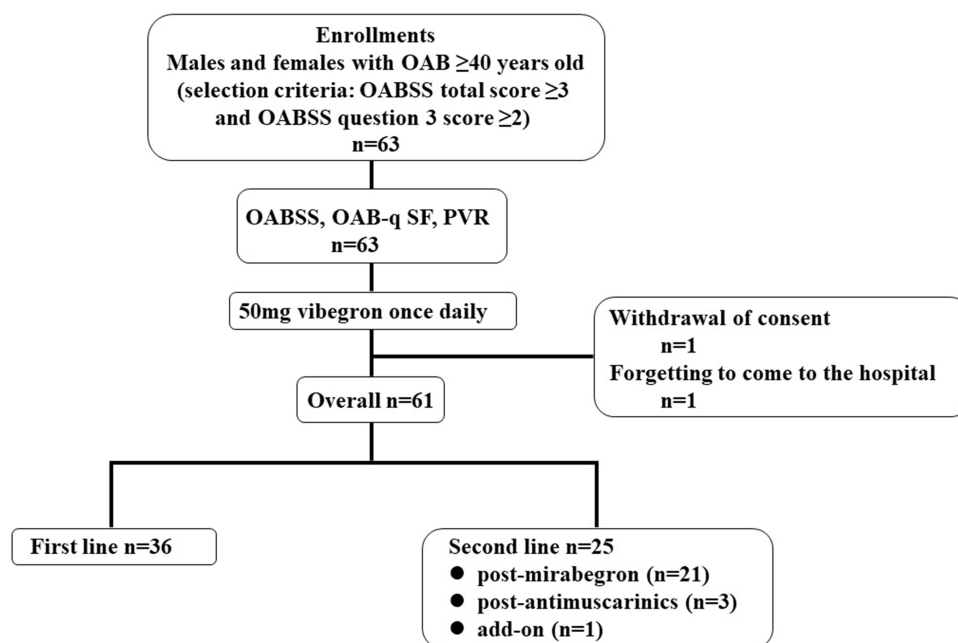 Enrollments
Males and females with OAB ≥40 years old
(selection criteria: OABSS total score ≥3
and OABSS question 3 score ≥2)
n=63
OABSS, OAB-q SF, PVR
n=63
50mg vibegron once daily
Withdrawal of consent
n=1
Forgetting to come to the hospital
n=1
Overall n=61
First line n=36
Second line n=25
● post-mirabegron (n=21)
● post-antimuscarinics (n=3)
● add-on (n=1)